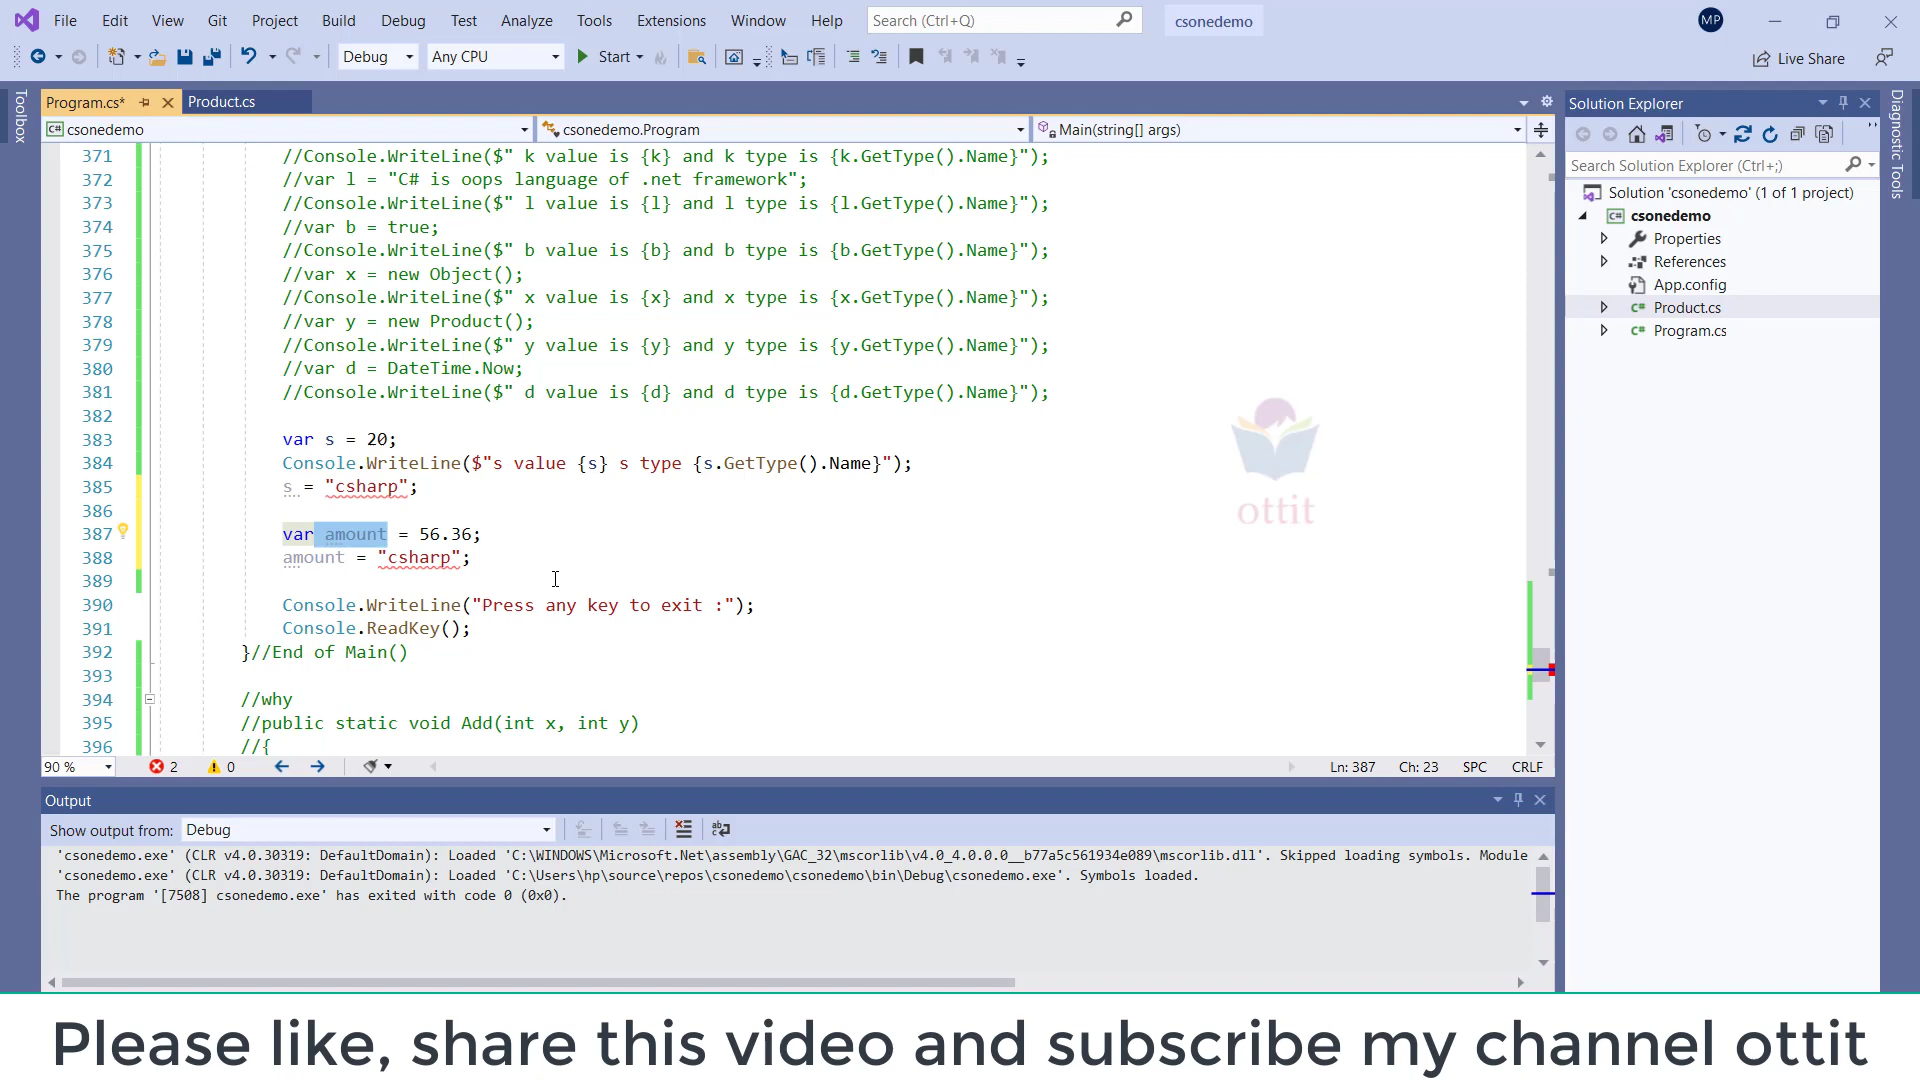 File Edit View Git Project Build Debug Test Analyze Tools Extensions Window Help Search (Ctrl+Q) csonedemo MP
Debug Any CPU Start Live Share
Toolbox
Program.cs* Product.cs
csonedemo csonedemo.Program Main(string[] args)
371 //Console.WriteLine($" k value is {k} and k type is {k.GetType().Name}");
372 //var l = "C# is oops language of .net framework";
373 //Console.WriteLine($" l value is {l} and l type is {l.GetType().Name}");
374 //var b = true;
375 //Console.WriteLine($" b value is {b} and b type is {b.GetType().Name}");
376 //var x = new Object();
377 //Console.WriteLine($" x value is {x} and x type is {x.GetType().Name}");
378 //var y = new Product();
379 //Console.WriteLine($" y value is {y} and y type is {y.GetType().Name}");
380 //var d = DateTime.Now;
381 //Console.WriteLine($" d value is {d} and d type is {d.GetType().Name}");
382
383 var s = 20;
384 Console.WriteLine($"s value {s} s type {s.GetType().Name}");
385 s = "csharp";
386
387 var amount = 56.36;
388 amount = "csharp";
389
390 Console.WriteLine("Press any key to exit :");
391 Console.ReadKey();
392 }//End of Main()
393
394 //why
395 //public static void Add(int x, int y)
396 //{
ottit
90 % 2 0 Ln: 387 Ch: 23 SPC CRLF
Output
Show output from: Debug
'csonedemo.exe' (CLR v4.0.30319: DefaultDomain): Loaded 'C:\WINDOWS\Microsoft.Net\assembly\GAC_32\mscorlib\v4.0_4.0.0.0__b77a5c561934e089\mscorlib.dll'. Skipped loading symbols. Module
'csonedemo.exe' (CLR v4.0.30319: DefaultDomain): Loaded 'C:\Users\hp\source\repos\csonedemo\csonedemo\bin\Debug\csonedemo.exe'. Symbols loaded.
The program '[7508] csonedemo.exe' has exited with code 0 (0x0).
Solution Explorer
Search Solution Explorer (Ctrl+;)
Solution 'csonedemo' (1 of 1 project)
C# csonedemo
Properties
References
App.config
C# Product.cs
C# Program.cs
Diagnostic Tools
Please like, share this video and subscribe my channel ottit